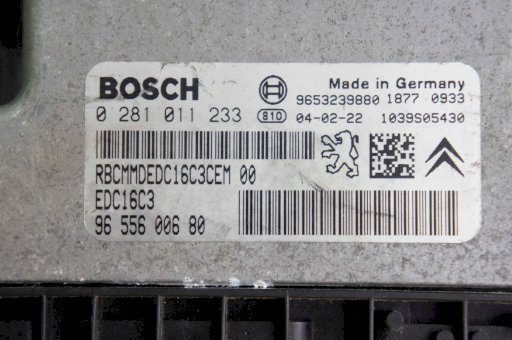 BOSCH
Made in Germany
9653239880 1877 0933
0 281 011 233
810 04-02-22 1039S05430
RBCMMDEDC16C3CEM 00
EDC16C3
96 556 006 80